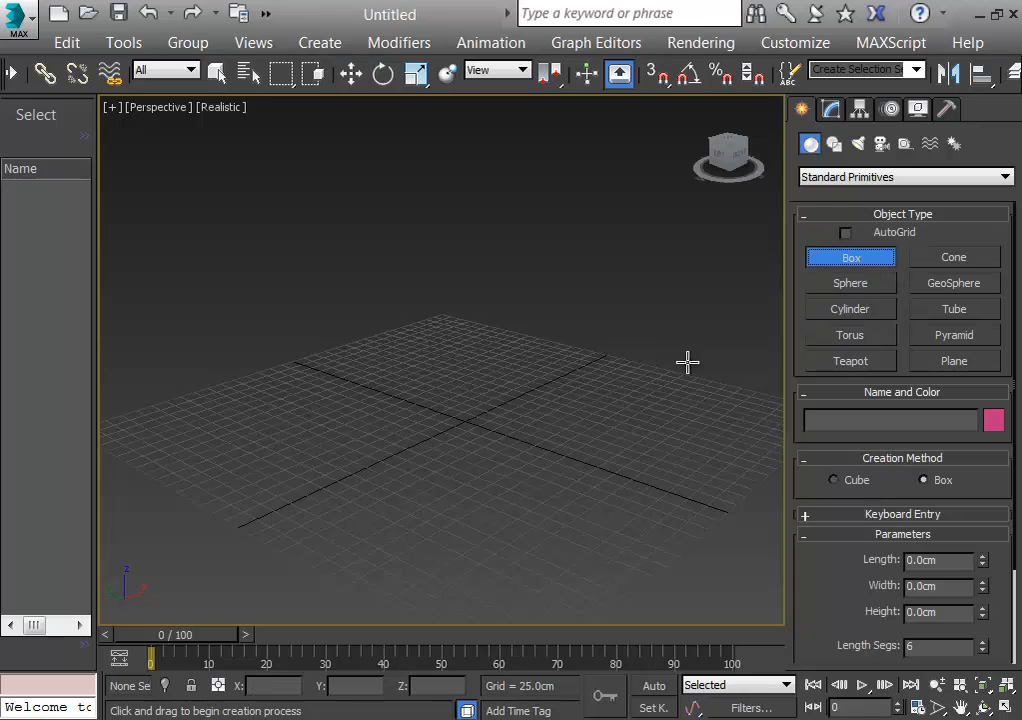 MAX
Untitled
Type a keyword or phrase
Edit Tools Group Views Create Modifiers Animation Graph Editors Rendering Customize MAXScript Help
All
View
3
%
ABC
Create Selection Se
Select
Name
[+] [Perspective] [Realistic]
z
Standard Primitives
Object Type
AutoGrid
Box Cone
Sphere GeoSphere
Cylinder Tube
Torus Pyramid
Teapot Plane
Name and Color
Creation Method
Cube Box
Keyboard Entry
Parameters
Length: 0.0cm
Width: 0.0cm
Height: 0.0cm
Length Segs: 6
0 / 100
0 10 20 30 40 50 60 70 80 90 100
None Se X: Y: Z: Grid = 25.0cm Auto Selected
Welcome to Click and drag to begin creation process Add Time Tag Set K. Filters... 0